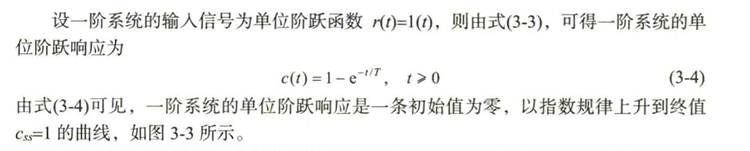 设一阶系统的输入信号为单位阶跃函数 r(t)=1(t)，则由式(3-3)，可得一阶系统的单
位阶跃响应为
c(t) = 1 − e^{−t/T}， t ⩾ 0 (3-4)
由式(3-4)可见，一阶系统的单位阶跃响应是一条初始值为零，以指数规律上升到终值
c_{ss}=1 的曲线，如图 3-3 所示。